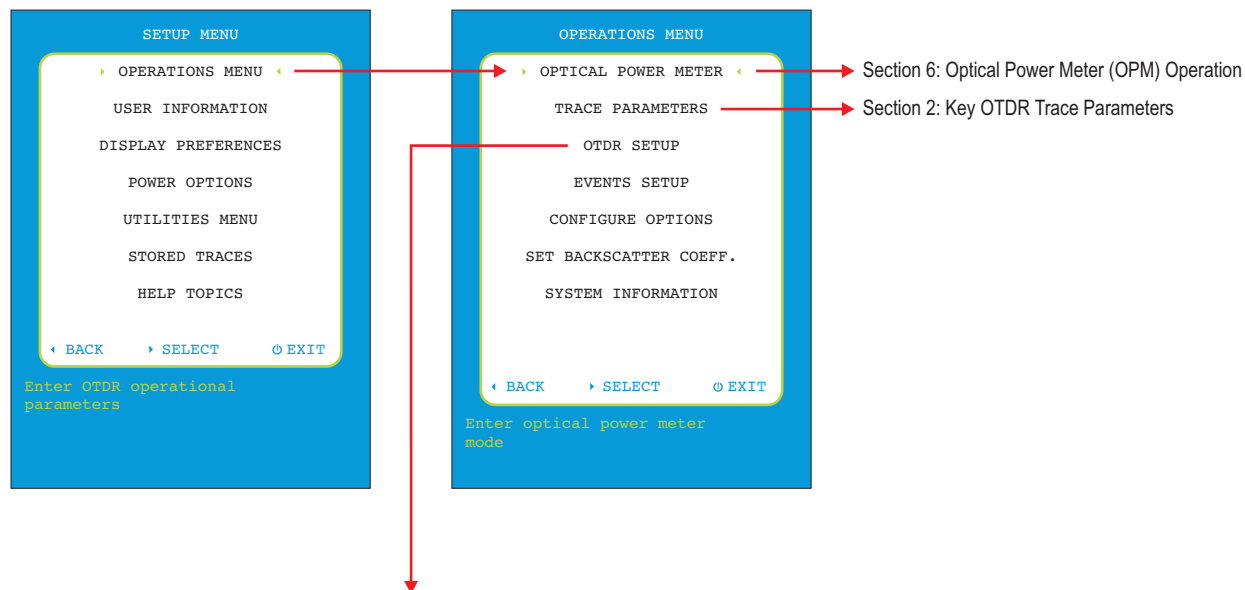 SETUP MENU
OPERATIONS MENU
USER INFORMATION
DISPLAY PREFERENCES
POWER OPTIONS
UTILITIES MENU
STORED TRACES
HELP TOPICS
BACK SELECT EXIT
Enter OTDR operational
parameters
OPERATIONS MENU
OPTICAL POWER METER
TRACE PARAMETERS
OTDR SETUP
EVENTS SETUP
CONFIGURE OPTIONS
SET BACKSCATTER COEFF.
SYSTEM INFORMATION
BACK SELECT EXIT
Enter optical power meter
mode
Section 6: Optical Power Meter (OPM) Operation
Section 2: Key OTDR Trace Parameters